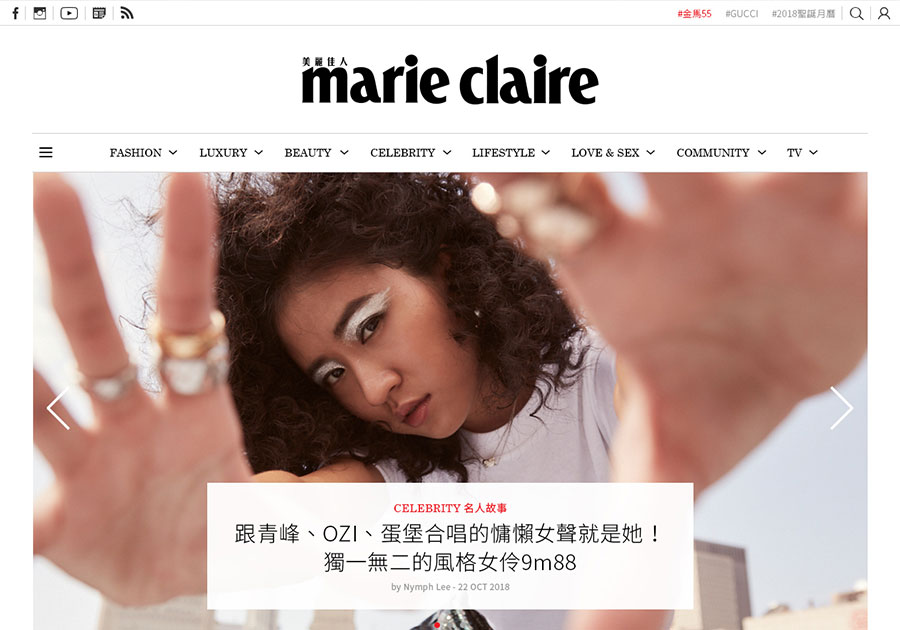 #金馬55 #GUCCI #2018聖誕月曆
美麗佳人
marie claire
FASHION LUXURY BEAUTY CELEBRITY LIFESTYLE LOVE & SEX COMMUNITY TV
CELEBRITY 名人故事
跟青峰、OZI、蛋堡合唱的慵懶女聲就是她！
獨一無二的風格女伶9m88
by Nymph Lee - 22 OCT 2018